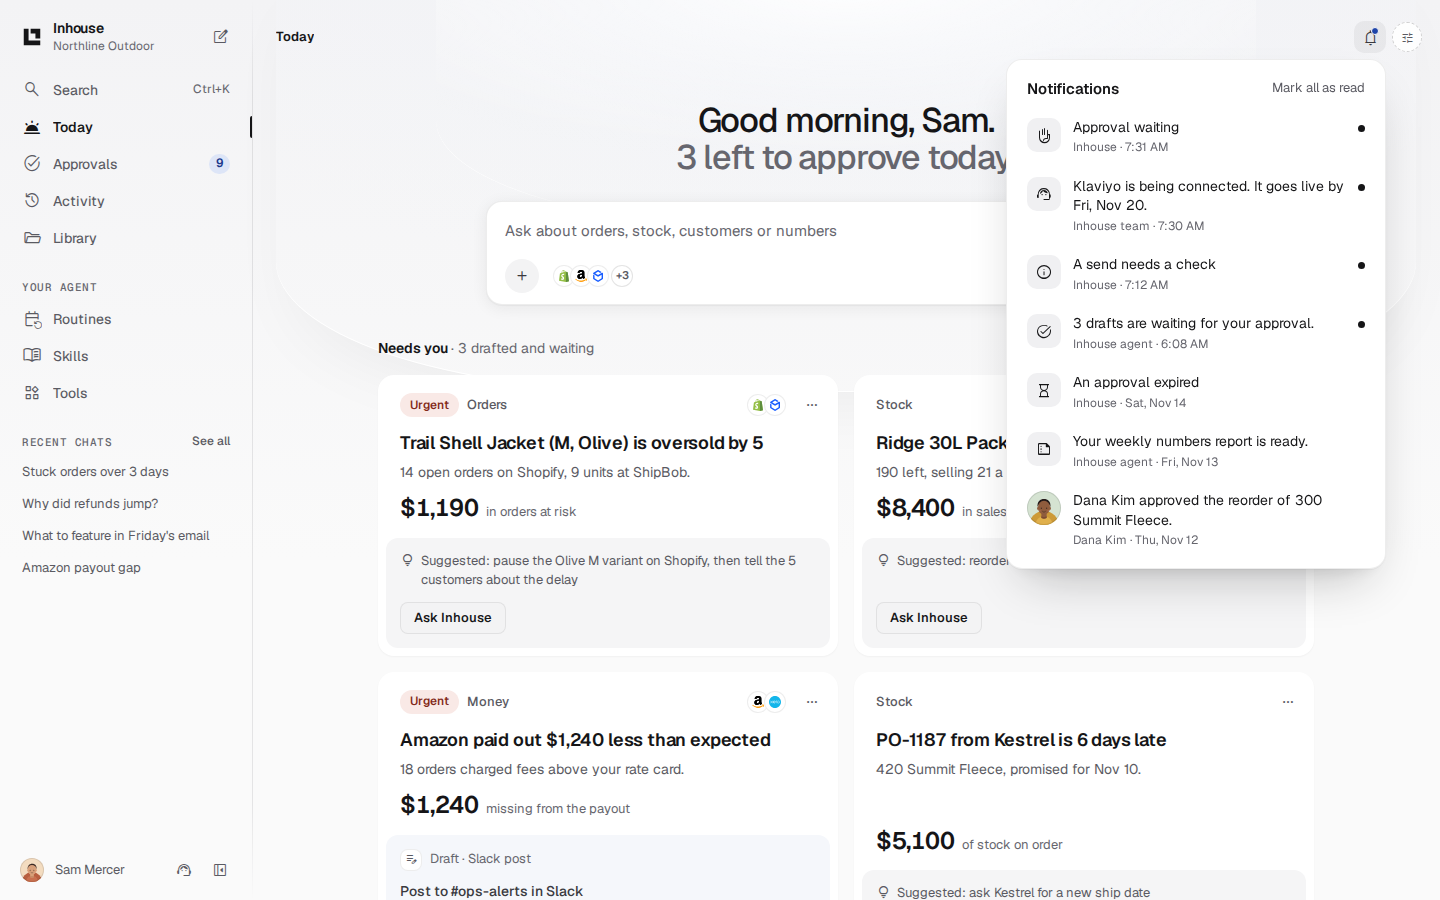 Inhouse
Northline Outdoor
Search
Ctrl+K
Today
Approvals
9
Activity
Library
YOUR AGENT
Routines
Skills
Tools
RECENT CHATS
See all
Stuck orders over 3 days
Why did refunds jump?
What to feature in Friday's email
Amazon payout gap
Sam Mercer
Today
Good morning, Sam.
3 left to approve today
Ask about orders, stock, customers or numbers
+3
Needs you · 3 drafted and waiting
Urgent
Orders
Trail Shell Jacket (M, Olive) is oversold by 5
14 open orders on Shopify, 9 units at ShipBob.
$1,190 in orders at risk
Suggested: pause the Olive M variant on Shopify, then tell the 5
customers about the delay
Ask Inhouse
Stock
Ridge 30L Pack
190 left, selling 21 a
$8,400 in sales
Suggested: reorder
Ask Inhouse
Urgent
Money
Amazon paid out $1,240 less than expected
18 orders charged fees above your rate card.
$1,240 missing from the payout
Draft · Slack post
Post to #ops-alerts in Slack
Stock
PO-1187 from Kestrel is 6 days late
420 Summit Fleece, promised for Nov 10.
$5,100 of stock on order
Suggested: ask Kestrel for a new ship date
Notifications
Mark all as read
Approval waiting
Inhouse · 7:31 AM
Klaviyo is being connected. It goes live by
Fri, Nov 20.
Inhouse team · 7:30 AM
A send needs a check
Inhouse · 7:12 AM
3 drafts are waiting for your approval.
Inhouse agent · 6:08 AM
An approval expired
Inhouse · Sat, Nov 14
Your weekly numbers report is ready.
Inhouse agent · Fri, Nov 13
Dana Kim approved the reorder of 300
Summit Fleece.
Dana Kim · Thu, Nov 12